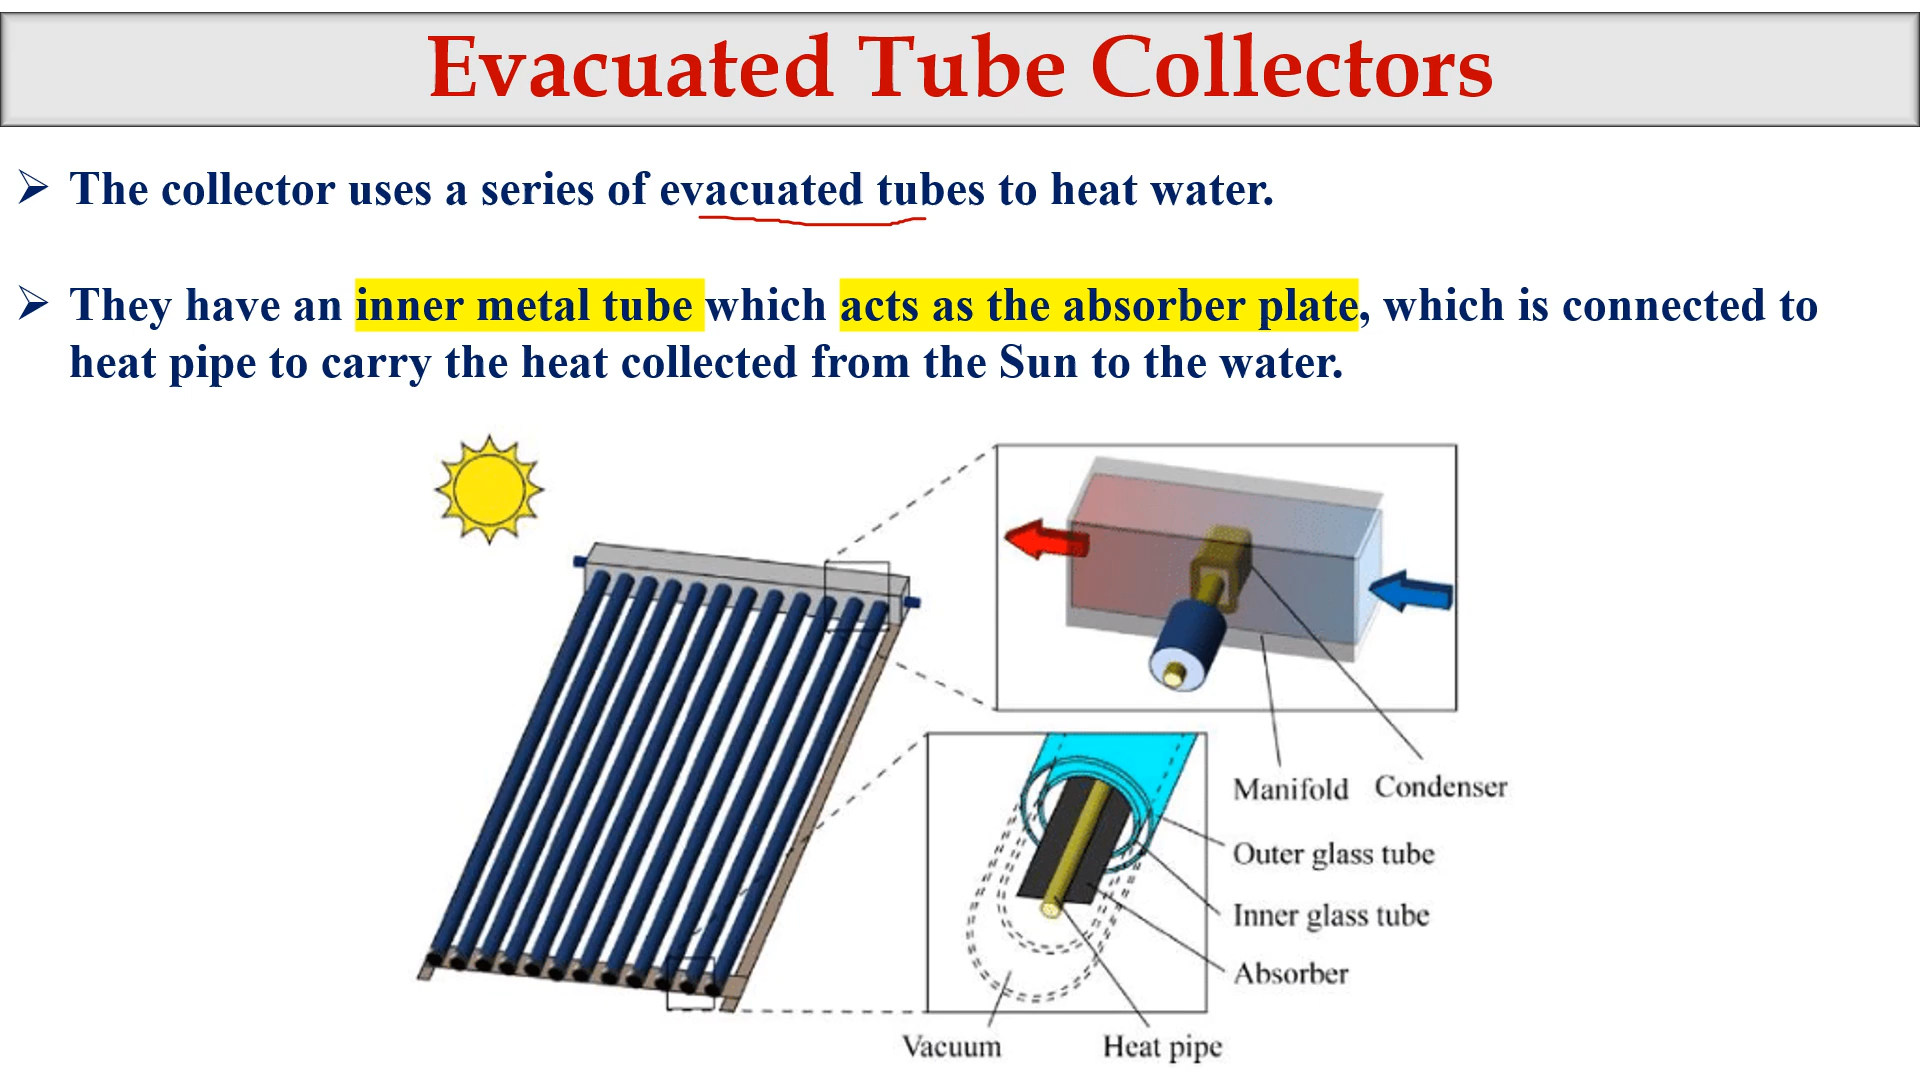 Evacuated Tube Collectors
➢ The collector uses a series of evacuated tubes to heat water.
➢ They have an inner metal tube which acts as the absorber plate, which is connected to
heat pipe to carry the heat collected from the Sun to the water.
Manifold Condenser
Outer glass tube
Inner glass tube
Absorber
Vacuum Heat pipe